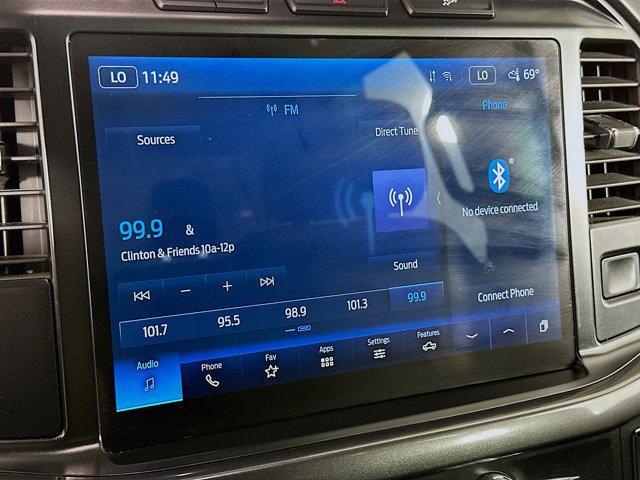 LO 11:49 LO 69°
FM
Phone
Sources
Direct Tune
®
No device connected
99.9 &
Clinton & Friends 10a-12p
Sound
− +
Connect Phone
101.7 95.5 98.9 101.3 99.9
Audio Phone Fav Apps Settings Features